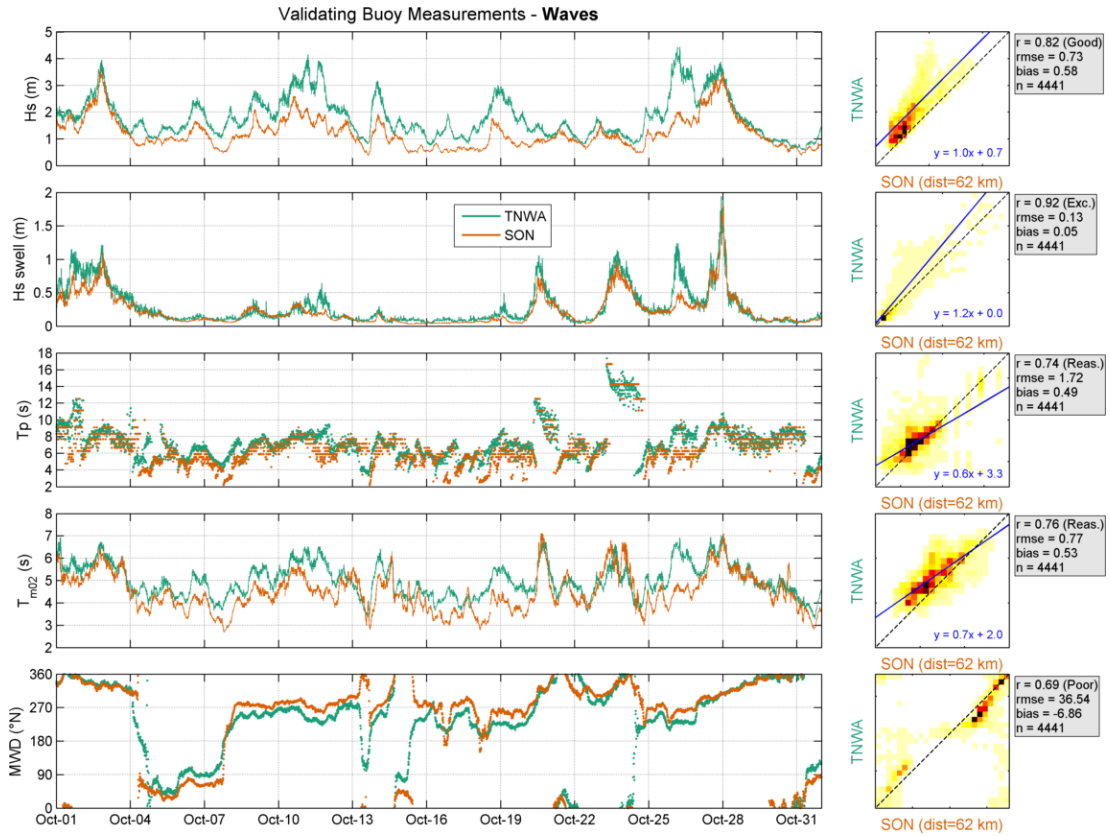 Validating Buoy Measurements - Waves
5
4
3
2
1
0
Hs (m)
TNWA
r = 0.82 (Good)
rmse = 0.73
bias = 0.58
n = 4441
y = 1.0x + 0.7
SON (dist=62 km)
2
1.5
1
0.5
0
Hs swell (m)
TNWA
SON
TNWA
r = 0.92 (Exc.)
rmse = 0.13
bias = 0.05
n = 4441
y = 1.2x + 0.0
SON (dist=62 km)
18
16
14
12
10
8
6
4
2
Tp (s)
TNWA
r = 0.74 (Reas.)
rmse = 1.72
bias = 0.49
n = 4441
y = 0.6x + 3.3
SON (dist=62 km)
8
7
6
5
4
3
2
Tm02 (s)
TNWA
r = 0.76 (Reas.)
rmse = 0.77
bias = 0.53
n = 4441
y = 0.7x + 2.0
SON (dist=62 km)
360
270
180
90
0
MWD (°N)
Oct-01 Oct-04 Oct-07 Oct-10 Oct-13 Oct-16 Oct-19 Oct-22 Oct-25 Oct-28 Oct-31
TNWA
r = 0.69 (Poor)
rmse = 36.54
bias = -6.86
n = 4441
SON (dist=62 km)